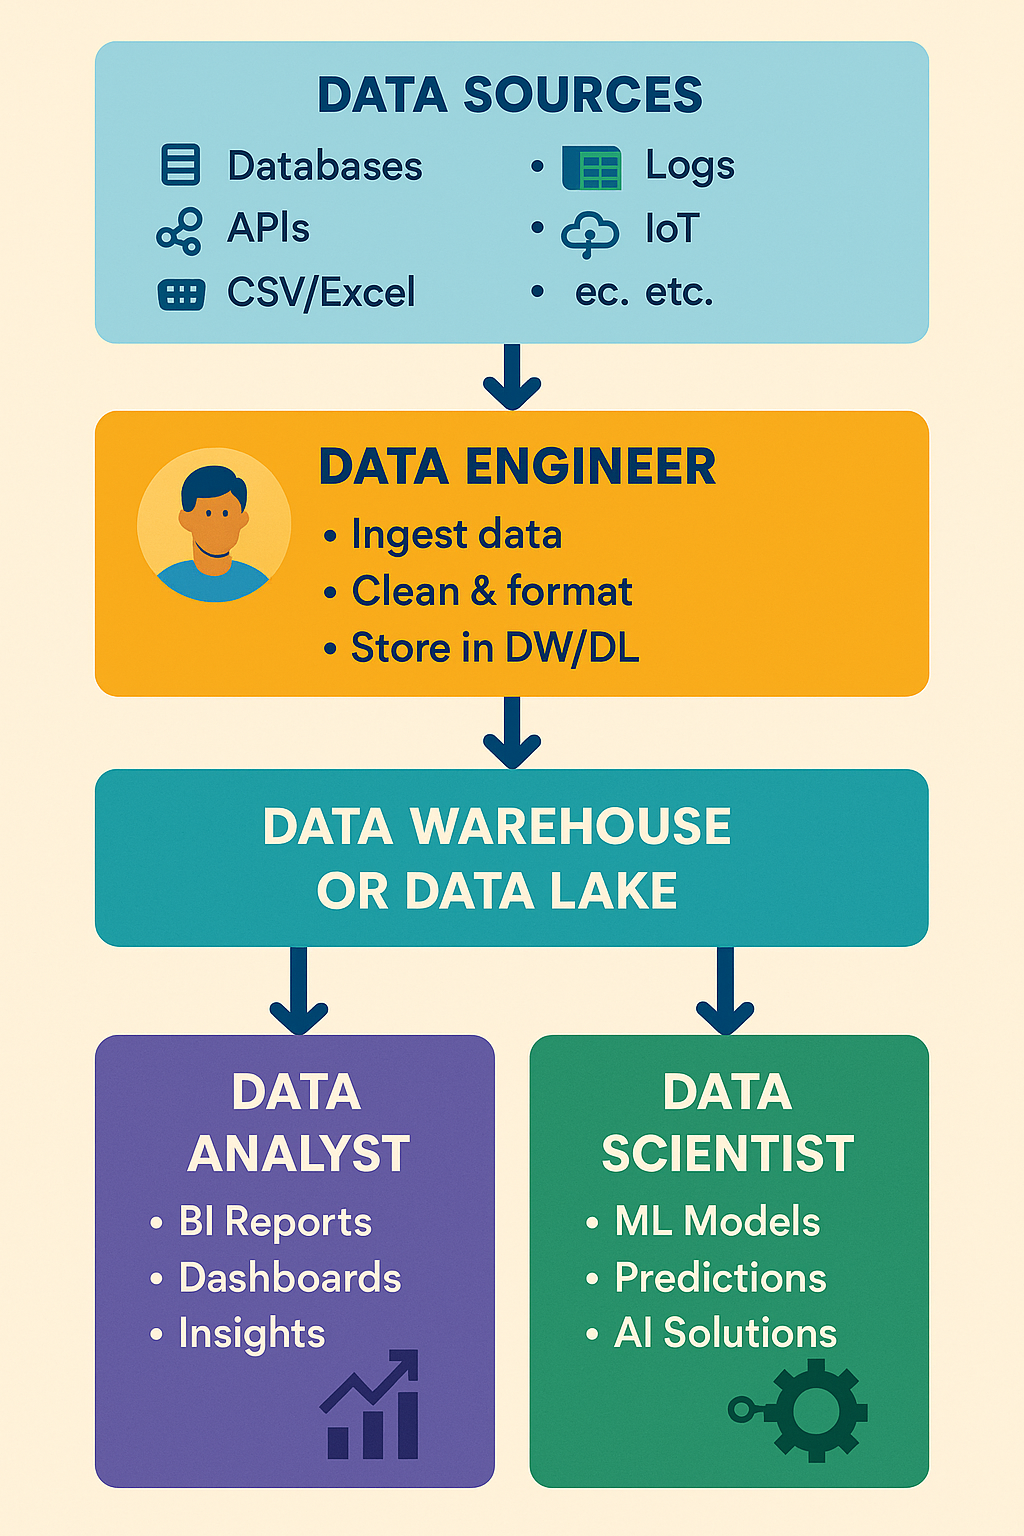 DATA SOURCES
Databases
APIs
CSV/Excel
• Logs
• IoT
• ec. etc.
DATA ENGINEER
• Ingest data
• Clean & format
• Store in DW/DL
DATA WAREHOUSE
OR DATA LAKE
DATA
ANALYST
• BI Reports
• Dashboards
• Insights
DATA
SCIENTIST
• ML Models
• Predictions
• AI Solutions